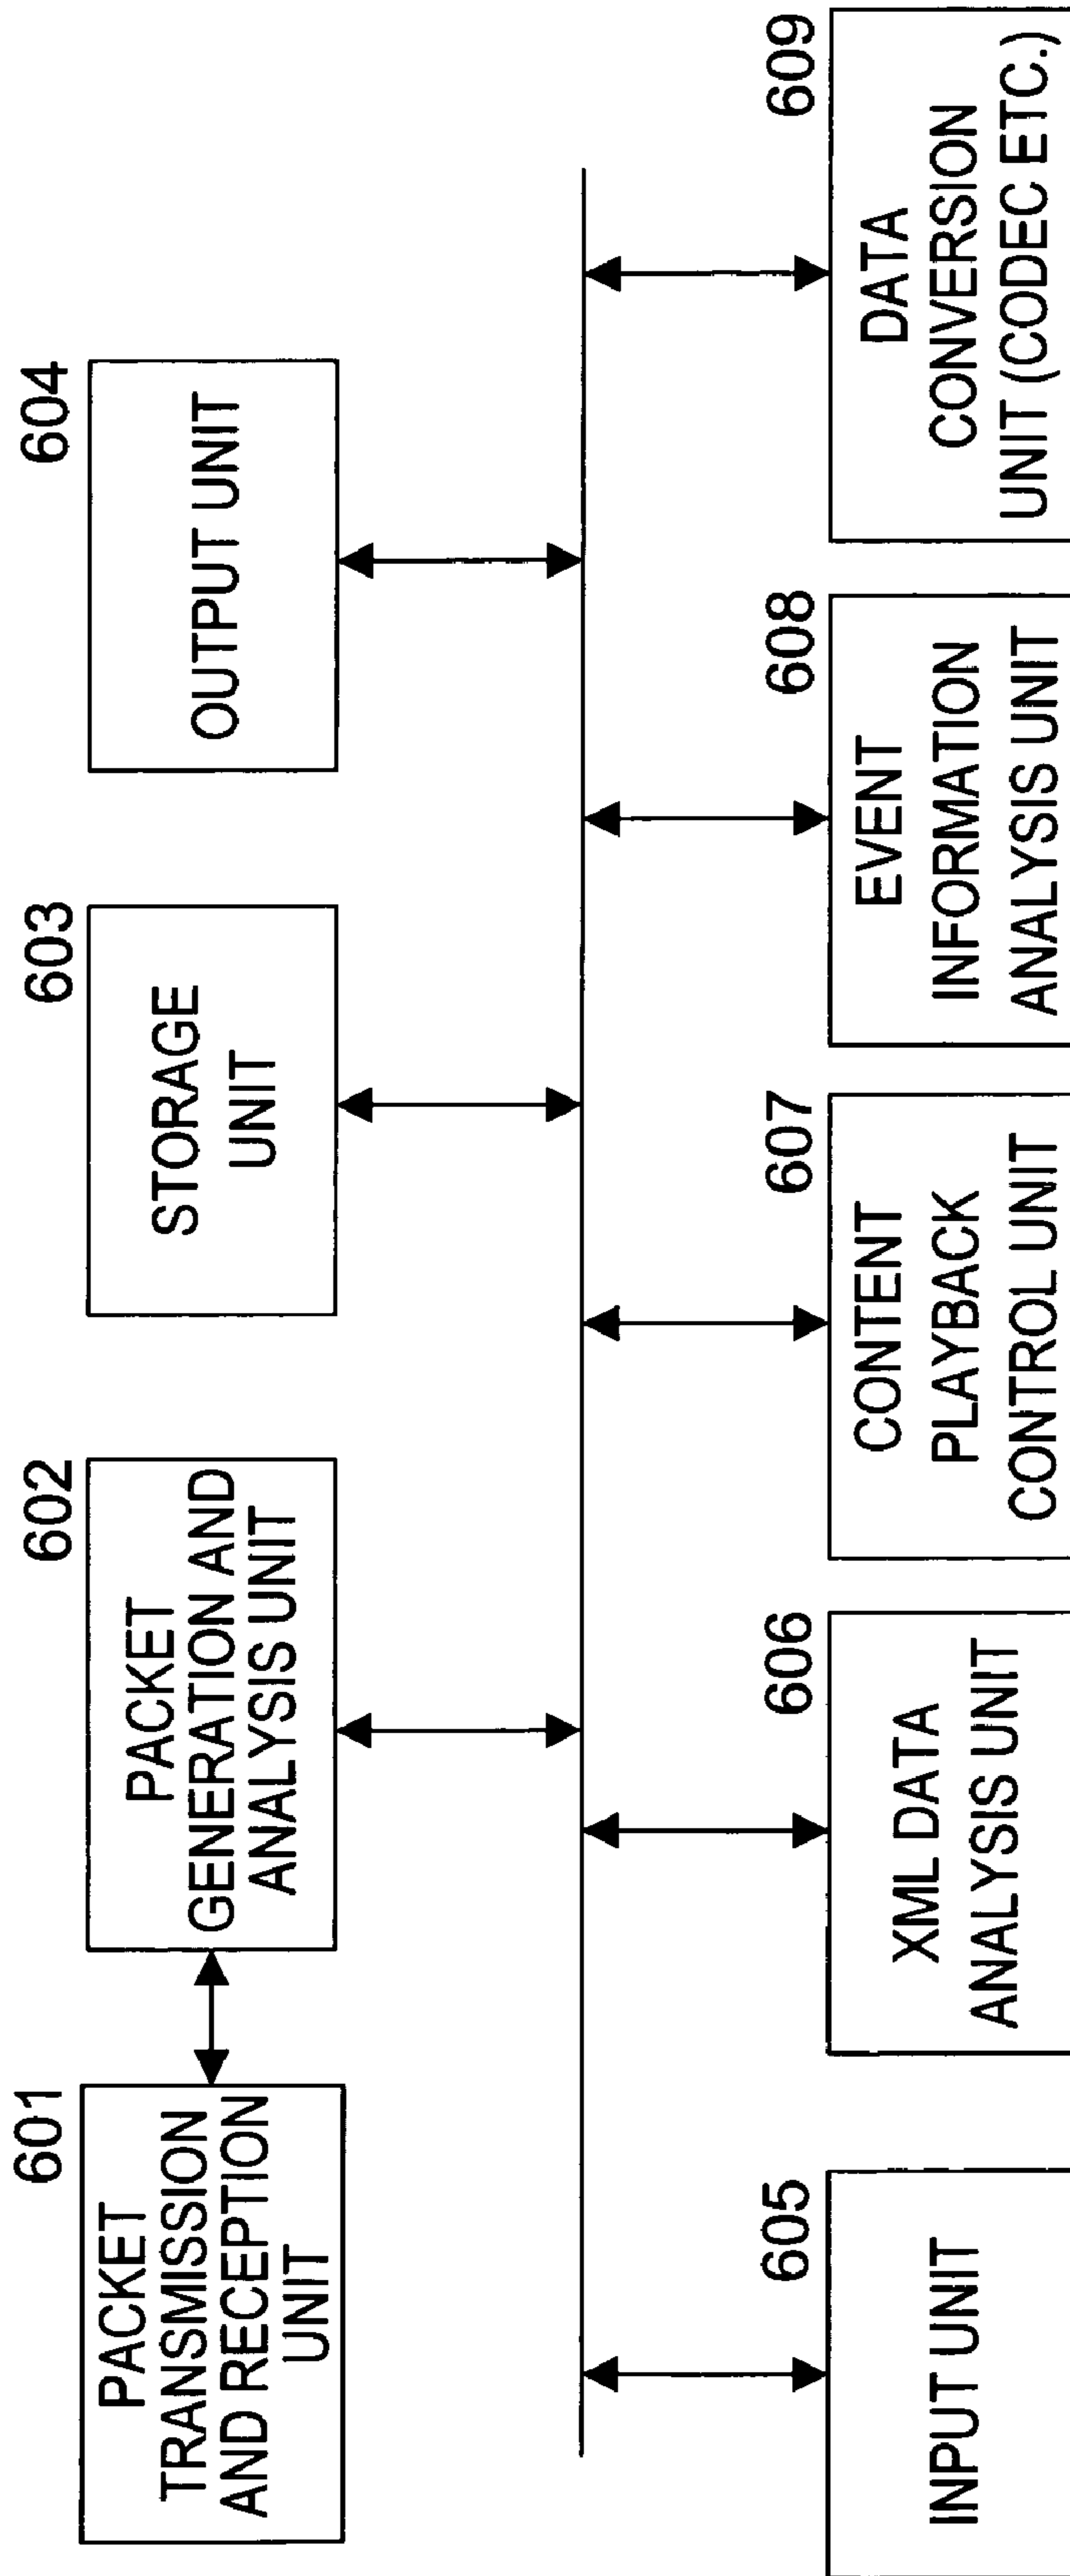 601
PACKET
TRANSMISSION
AND RECEPTION
UNIT
602
PACKET
GENERATION AND
ANALYSIS UNIT
603
STORAGE
UNIT
604
OUTPUT UNIT
605
INPUT UNIT
606
XML DATA
ANALYSIS UNIT
607
CONTENT
PLAYBACK
CONTROL UNIT
608
EVENT
INFORMATION
ANALYSIS UNIT
609
DATA
CONVERSION
UNIT (CODEC ETC.)